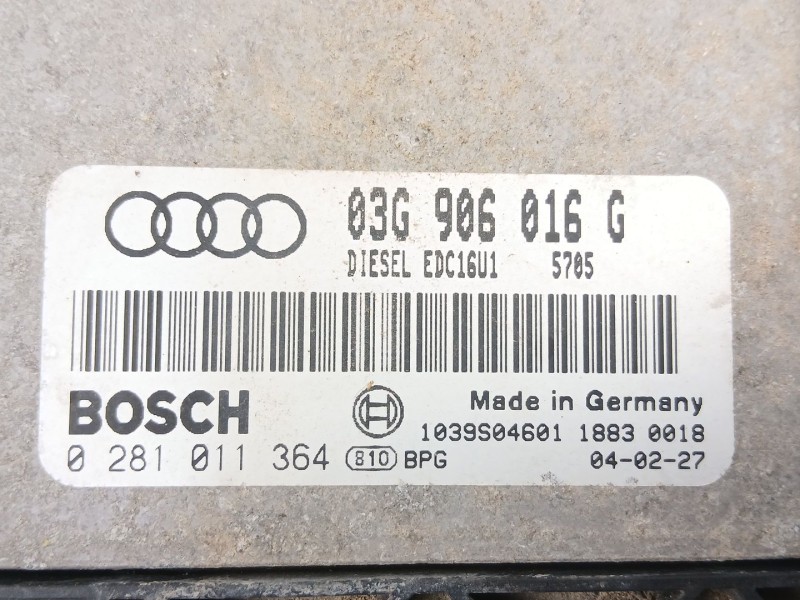 03G 906 016 G
DIESEL EDC16U1 5705
BOSCH
Made in Germany
1039S04601 1883 0018
0 281 011 364 810 BPG 04-02-27